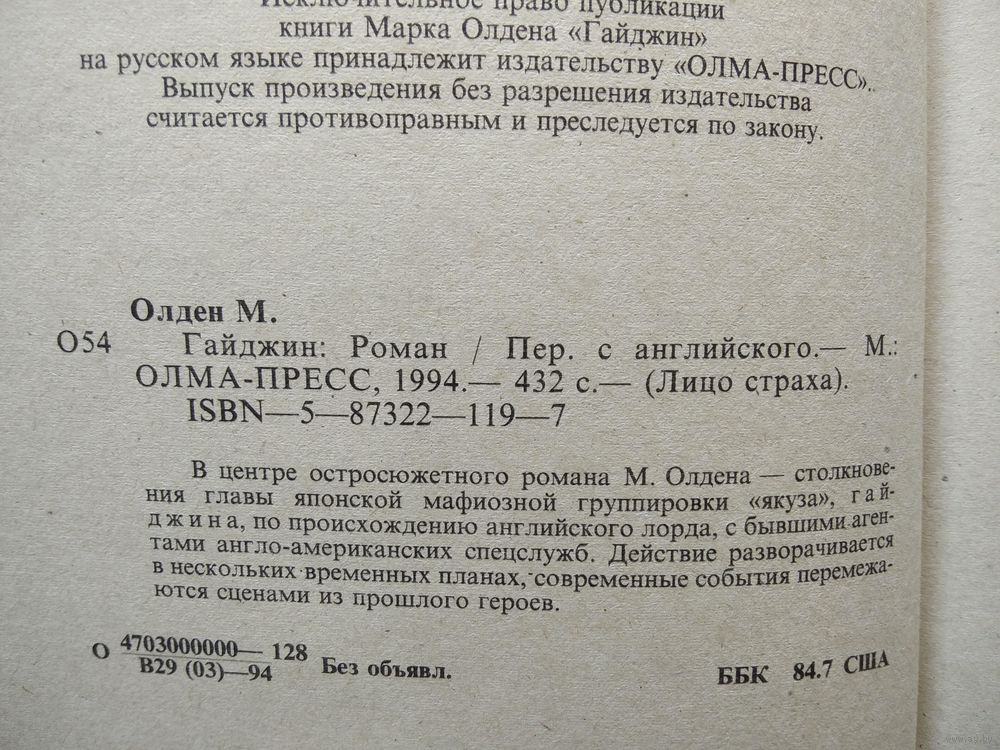 Исключительное право публикации
книги Марка Олдена «Гайджин»
на русском языке принадлежит издательству «ОЛМА-ПРЕСС».
Выпуск произведения без разрешения издательства
считается противоправным и преследуется по закону.
Олден М.
О54 Гайджин: Роман / Пер. с английского.— М.:
ОЛМА-ПРЕСС, 1994.— 432 с.— (Лицо страха).
ISBN—5—87322—119—7
В центре остросюжетного романа М. Олдена — столкнове-
ния главы японской мафиозной группировки «якуза», гай-
джина, по происхождению английского лорда, с бывшими аген-
тами англо-американских спецслужб. Действие разворачивается
в нескольких временных планах, современные события перемежа-
ются сценами из прошлого героев.
О 4703000000— 128
В29 (03)—94 Без объявл.
ББК 84.7 США